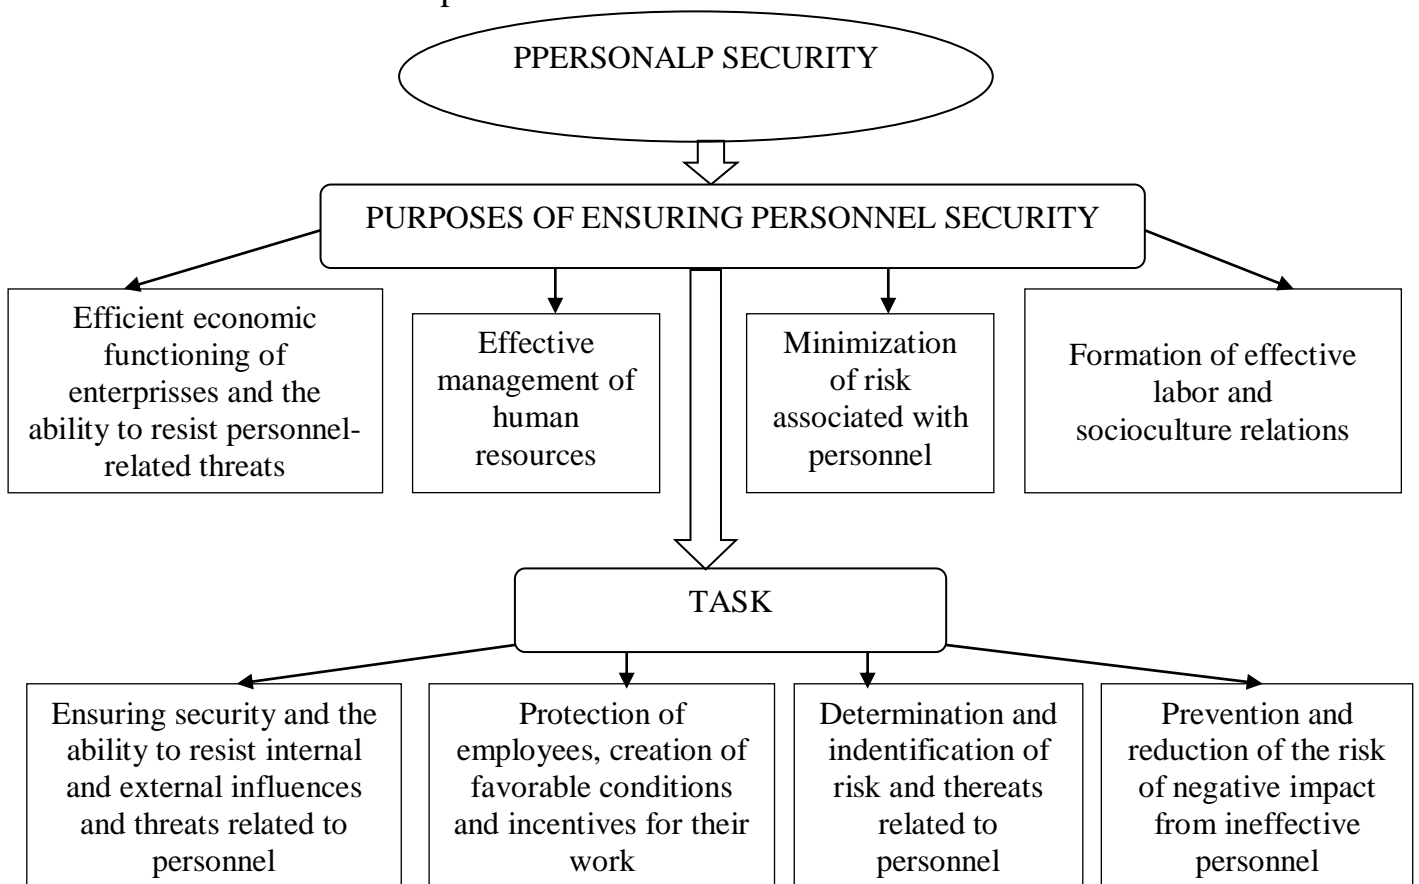 PPERSONALP SECURITY
PURPOSES OF ENSURING PERSONNEL SECURITY
Efficient economic
functioning of
enterprisses and the
ability to resist personnel-
related threats
Effective
management of
human
resources
Minimization
of risk
associated with
personnel
Formation of effective
labor and
socioculture relations
TASK
Ensuring security and the
ability to resist internal
and external influences
and threats related to
personnel
Protection of
employees, creation of
favorable conditions
and incentives for their
work
Determination and
indentification of
risk and thereats
related to
personnel
Prevention and
reduction of the risk
of negative impact
from ineffective
personnel